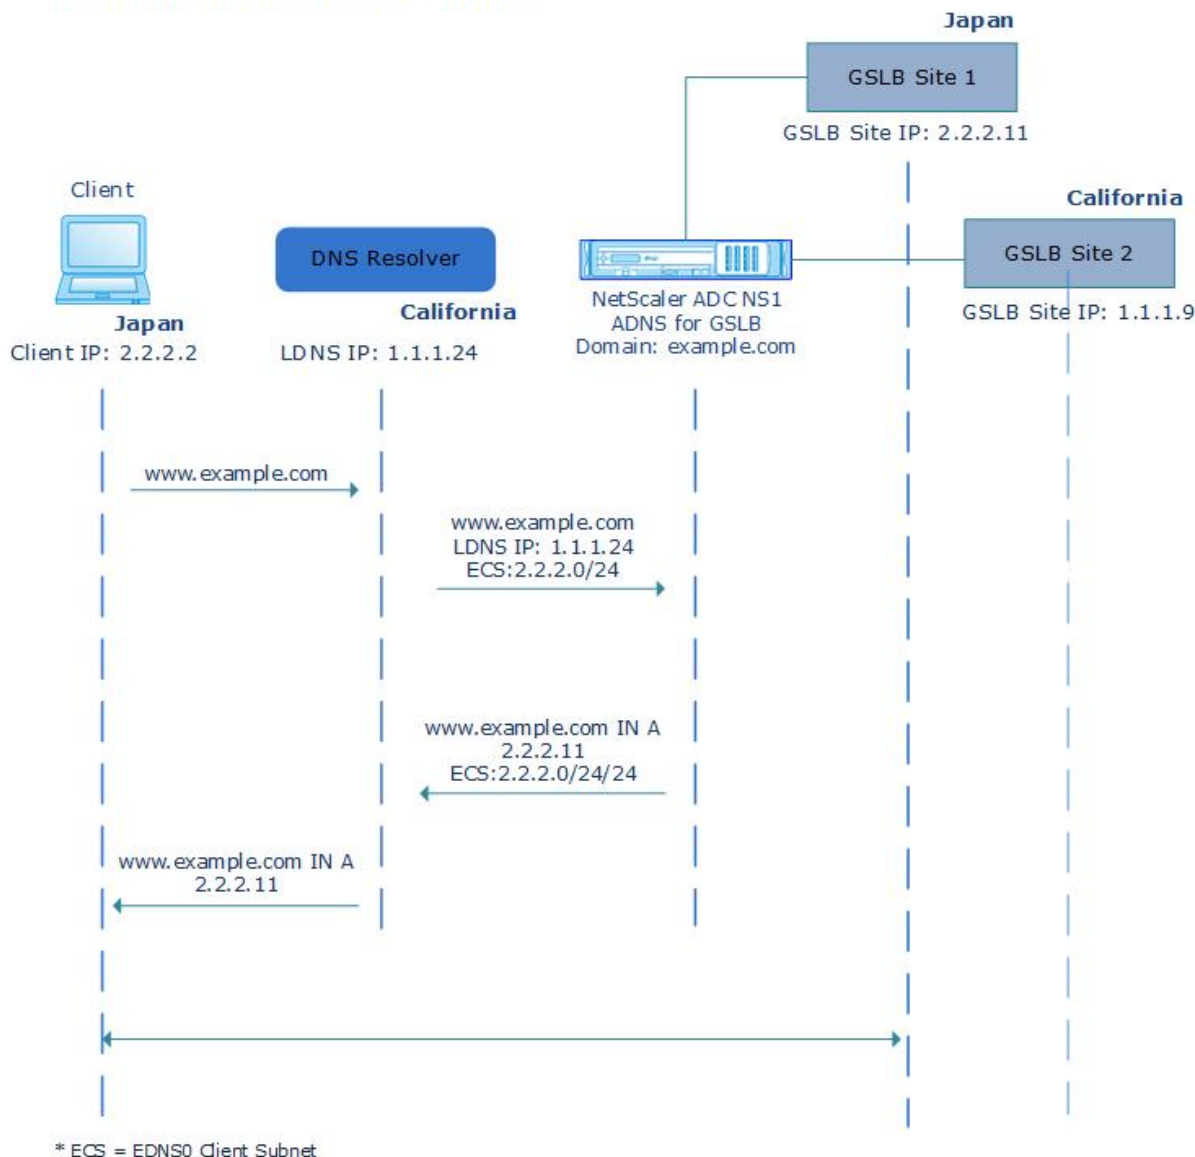 Japan
GSLB Site 1
GSLB Site IP: 2.2.2.11
California
GSLB Site 2
GSLB Site IP: 1.1.1.9
Client
Japan
Client IP: 2.2.2.2
DNS Resolver
California
LDNS IP: 1.1.1.24
NetScaler ADC NS1
ADNS for GSLB
Domain: example.com
www.example.com
www.example.com
LDNS IP: 1.1.1.24
ECS:2.2.2.0/24
www.example.com IN A
2.2.2.11
ECS:2.2.2.0/24/24
www.example.com IN A
2.2.2.11
* ECS = EDNS0 Client Subnet